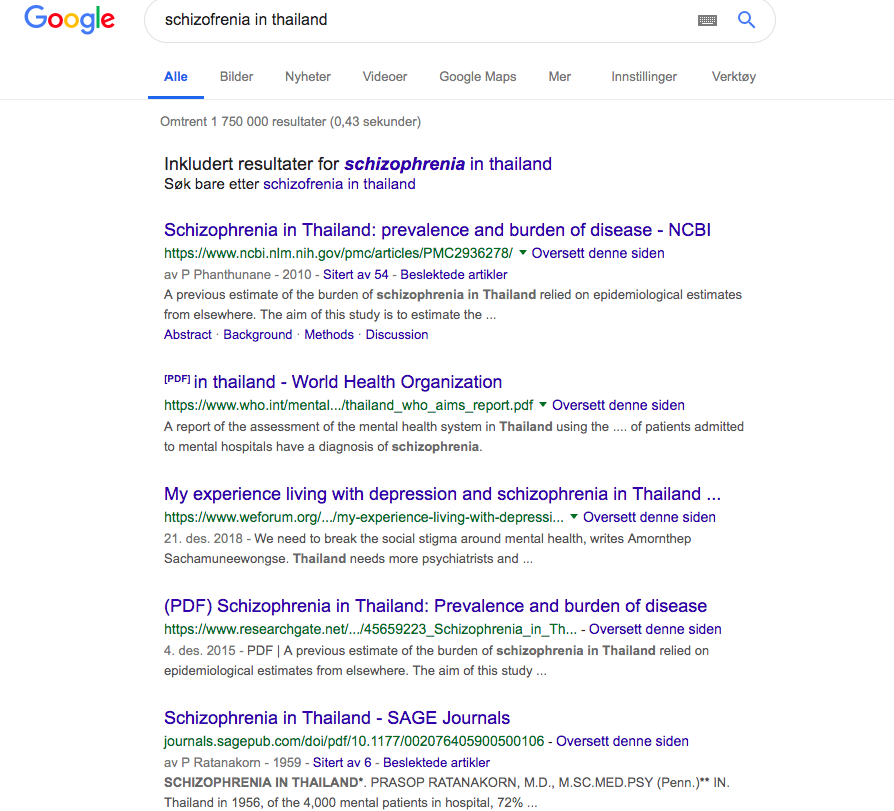 Google
schizofrenia in thailand
Alle Bilder Nyheter Videoer Google Maps Mer Innstillinger Verktøy
Omtrent 1 750 000 resultater (0,43 sekunder)
Inkludert resultater for schizophrenia in thailand
Søk bare etter schizofrenia in thailand
Schizophrenia in Thailand: prevalence and burden of disease - NCBI
https://www.ncbi.nlm.nih.gov/pmc/articles/PMC2936278/ ▼ Oversett denne siden
av P Phanthunane - 2010 - Sitert av 54 - Beslektede artikler
A previous estimate of the burden of schizophrenia in Thailand relied on epidemiological estimates
from elsewhere. The aim of this study is to estimate the ...
Abstract · Background · Methods · Discussion
[PDF] in thailand - World Health Organization
https://www.who.int/mental.../thailand_who_aims_report.pdf ▼ Oversett denne siden
A report of the assessment of the mental health system in Thailand using the .... of patients admitted
to mental hospitals have a diagnosis of schizophrenia.
My experience living with depression and schizophrenia in Thailand ...
https://www.weforum.org/.../my-experience-living-with-depressi... ▼ Oversett denne siden
21. des. 2018 - We need to break the social stigma around mental health, writes Amornthep
Sachamuneewongse. Thailand needs more psychiatrists and ...
(PDF) Schizophrenia in Thailand: Prevalence and burden of disease
https://www.researchgate.net/.../45659223_Schizophrenia_in_Th... - Oversett denne siden
4. des. 2015 - PDF | A previous estimate of the burden of schizophrenia in Thailand relied on
epidemiological estimates from elsewhere. The aim of this study ...
Schizophrenia in Thailand - SAGE Journals
journals.sagepub.com/doi/pdf/10.1177/002076405900500106 - Oversett denne siden
av P Ratanakorn - 1959 - Sitert av 6 - Beslektede artikler
SCHIZOPHRENIA IN THAILAND*. PRASOP RATANAKORN, M.D., M.SC.MED.PSY (Penn.)** IN.
Thailand in 1956, of the 4,000 mental patients in hospital, 72% ...